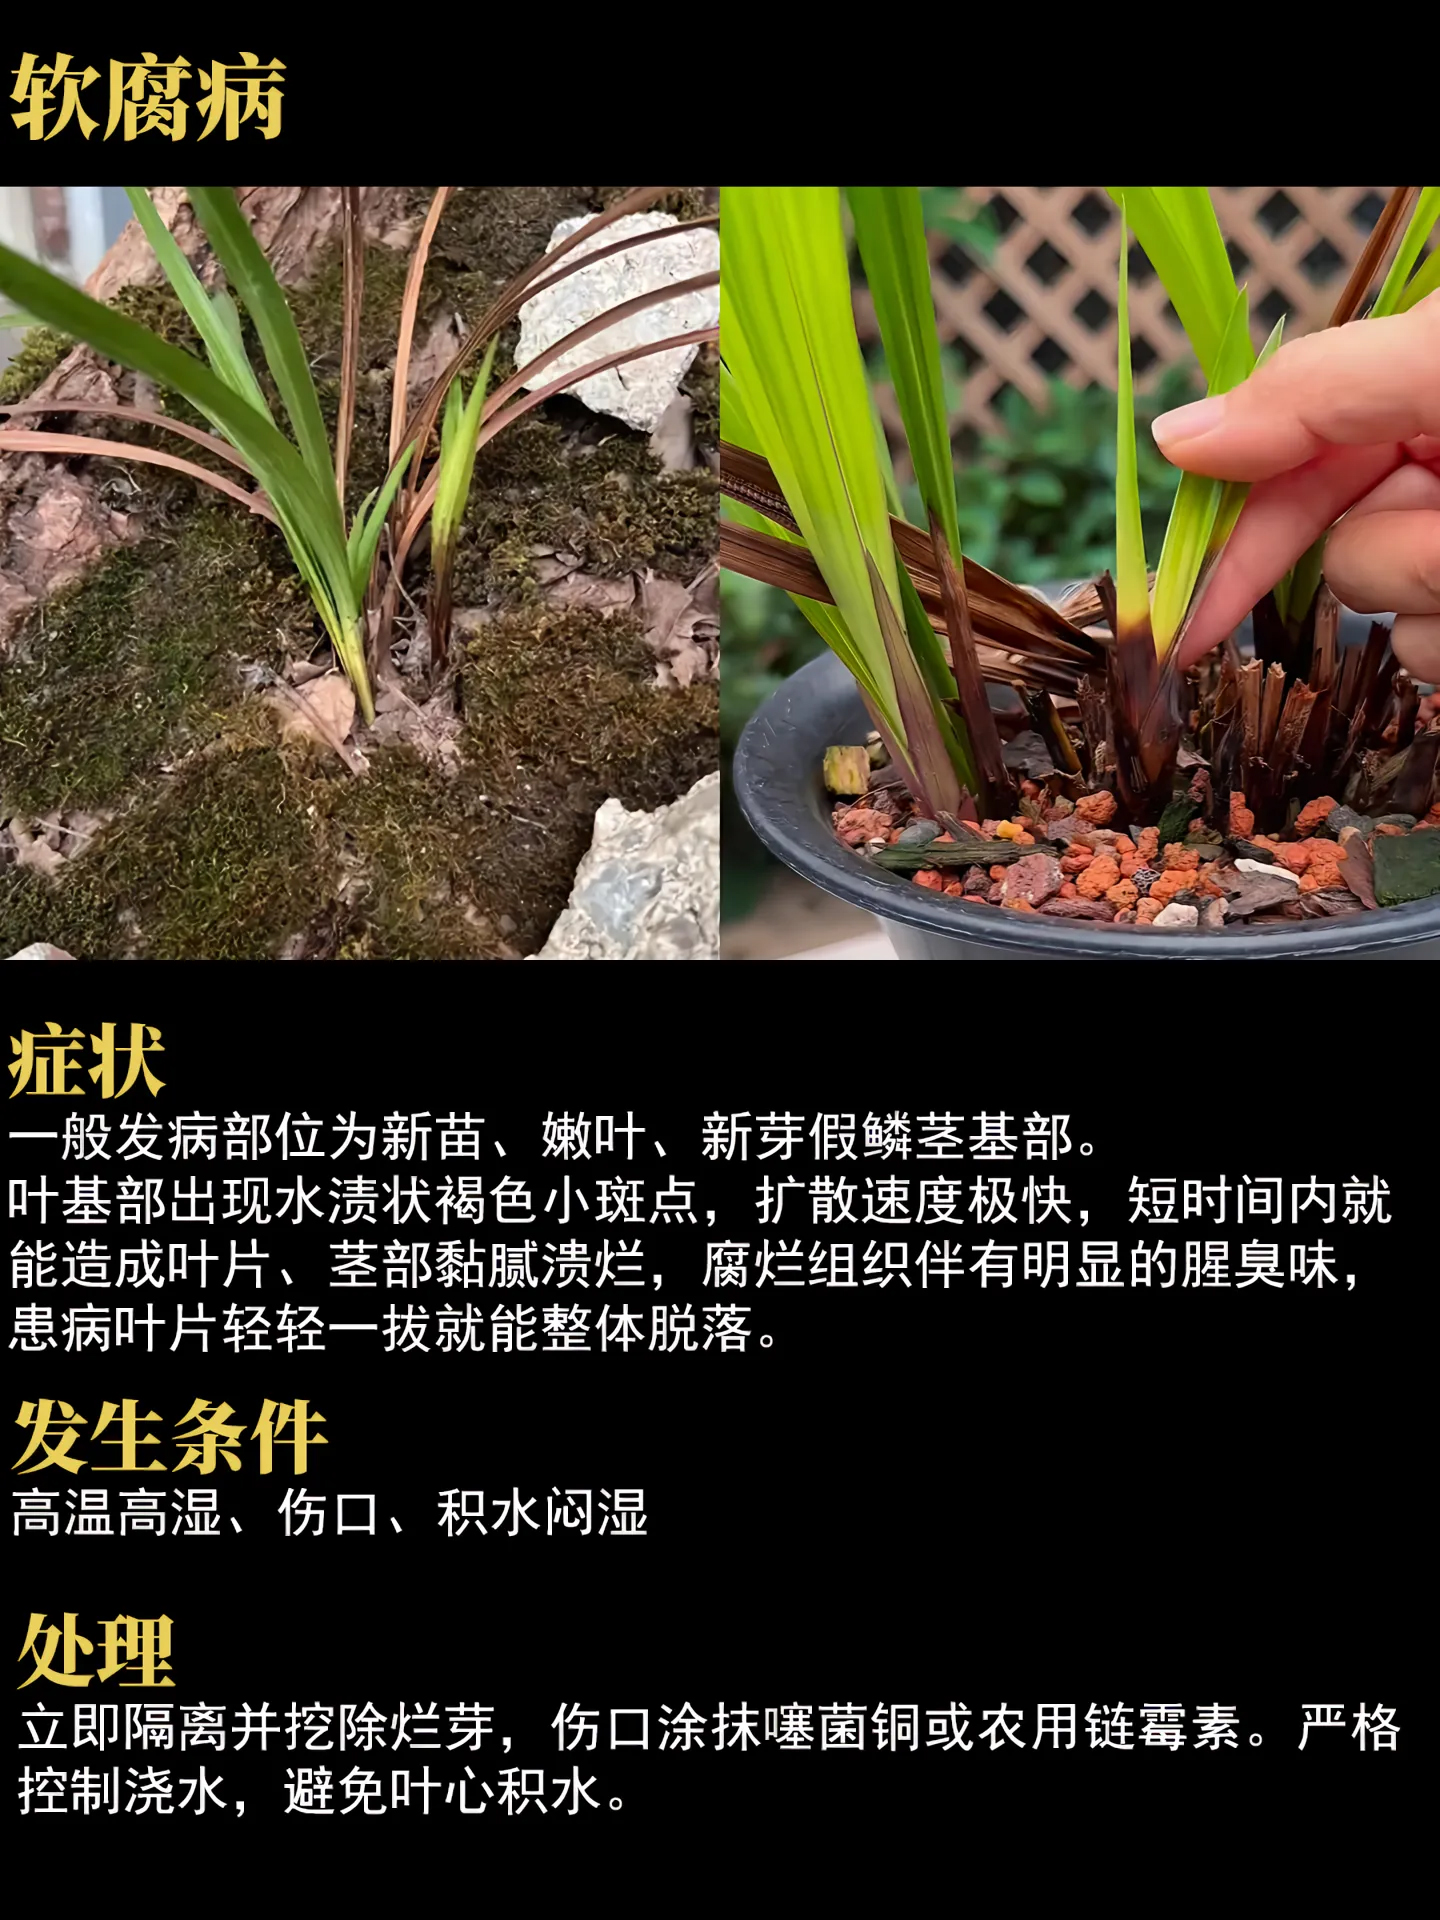 软腐病
症状
一般发病部位为新苗、嫩叶、新芽假鳞茎基部。
叶基部出现水渍状褐色小斑点，扩散速度极快，短时间内就
能造成叶片、茎部黏腻溃烂，腐烂组织伴有明显的腥臭味，
患病叶片轻轻一拔就能整体脱落。
发生条件
高温高湿、伤口、积水闷湿
处理
立即隔离并挖除烂芽，伤口涂抹噻菌铜或农用链霉素。严格
控制浇水，避免叶心积水。